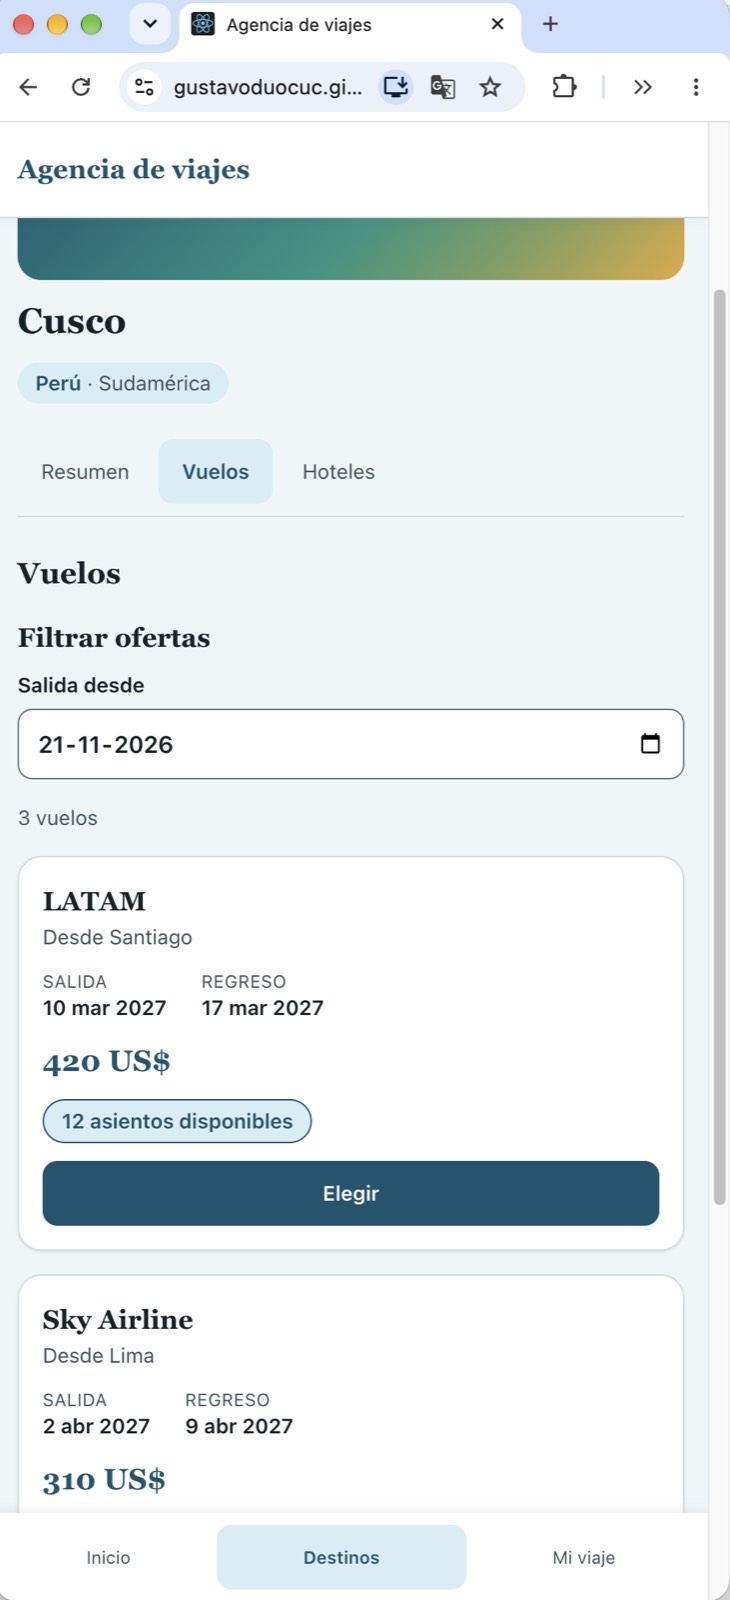 Agencia de viajes
gustavoduocuc.gi...
Agencia de viajes
Cusco
Perú · Sudamérica
Resumen
Vuelos
Hoteles
Vuelos
Filtrar ofertas
Salida desde
21-11-2026
3 vuelos
LATAM
Desde Santiago
SALIDA REGRESO
10 mar 2027 17 mar 2027
420 US$
12 asientos disponibles
Elegir
Sky Airline
Desde Lima
SALIDA REGRESO
2 abr 2027 9 abr 2027
310 US$
Inicio
Destinos
Mi viaje